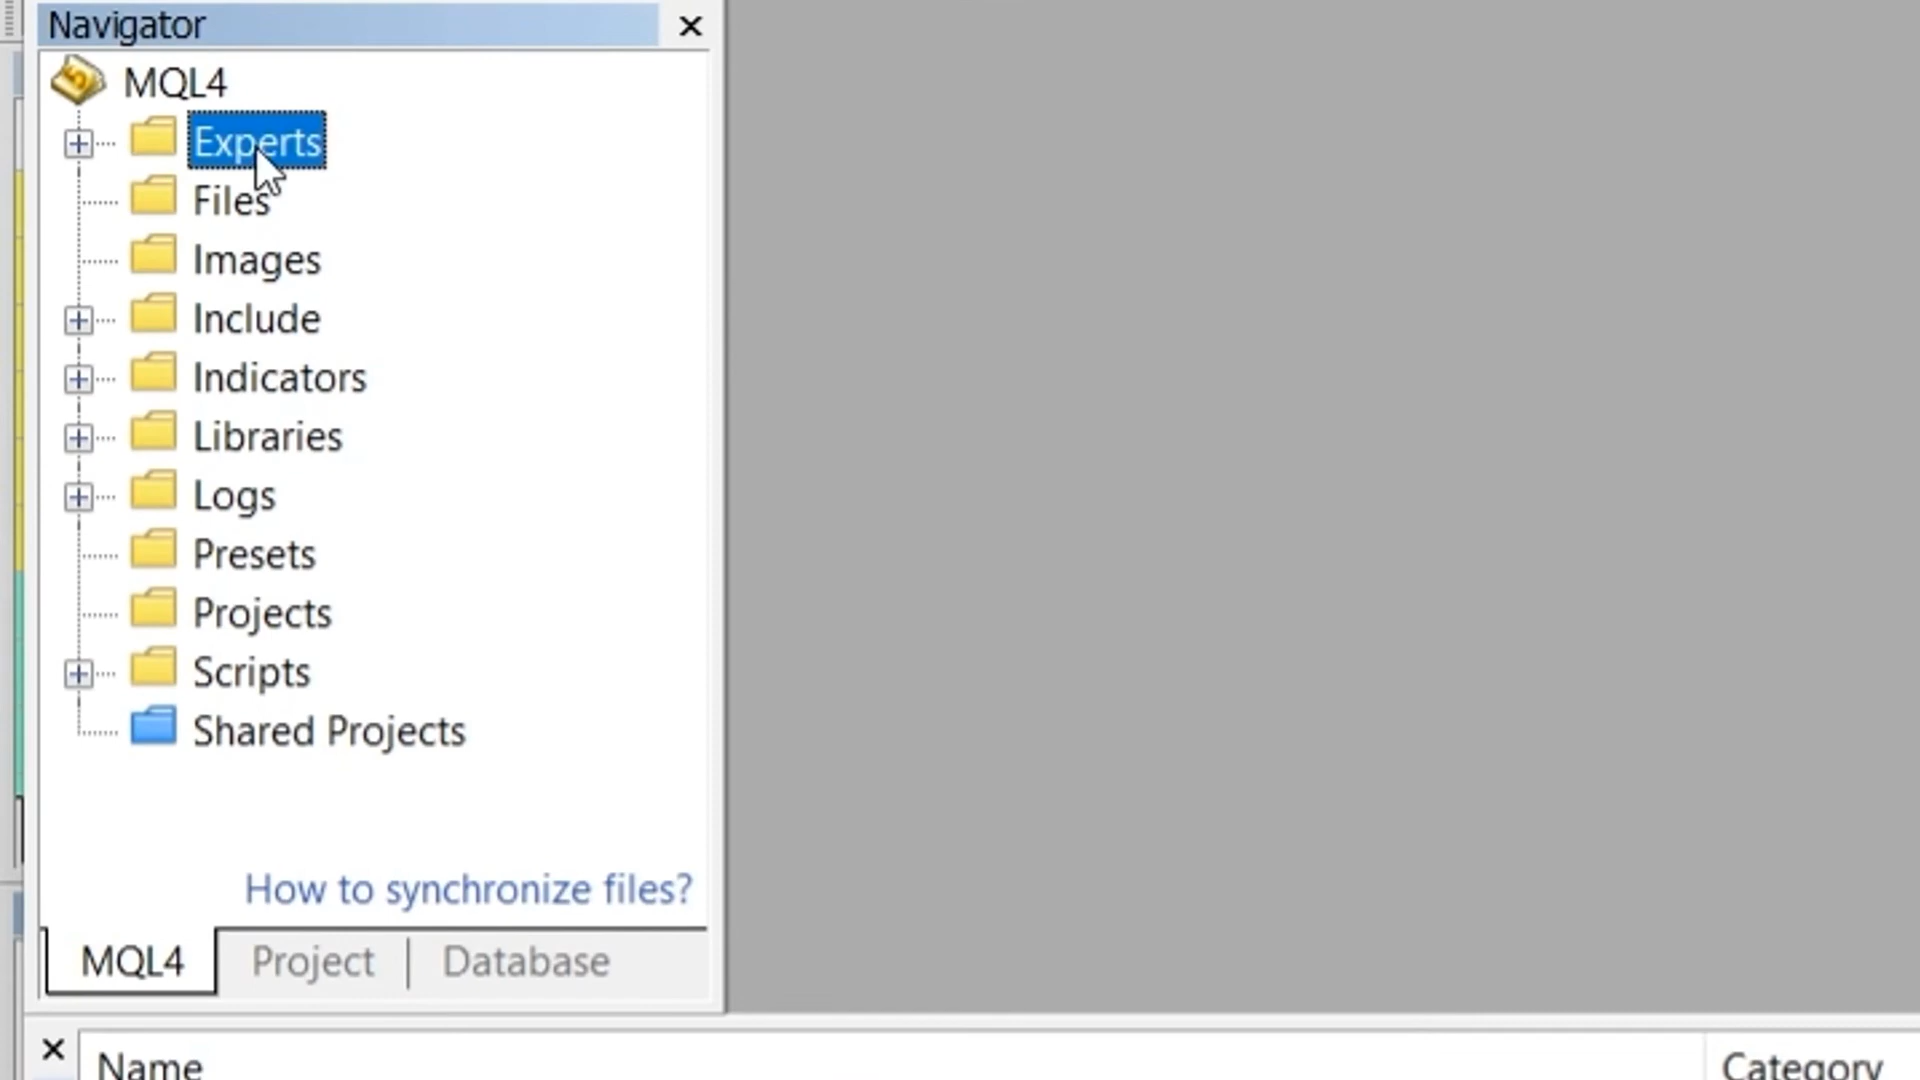 Navigator
MQL4
Experts
Files
Images
Include
Indicators
Libraries
Logs
Presets
Projects
Scripts
Shared Projects
How to synchronize files?
MQL4 Project Database
Name Category